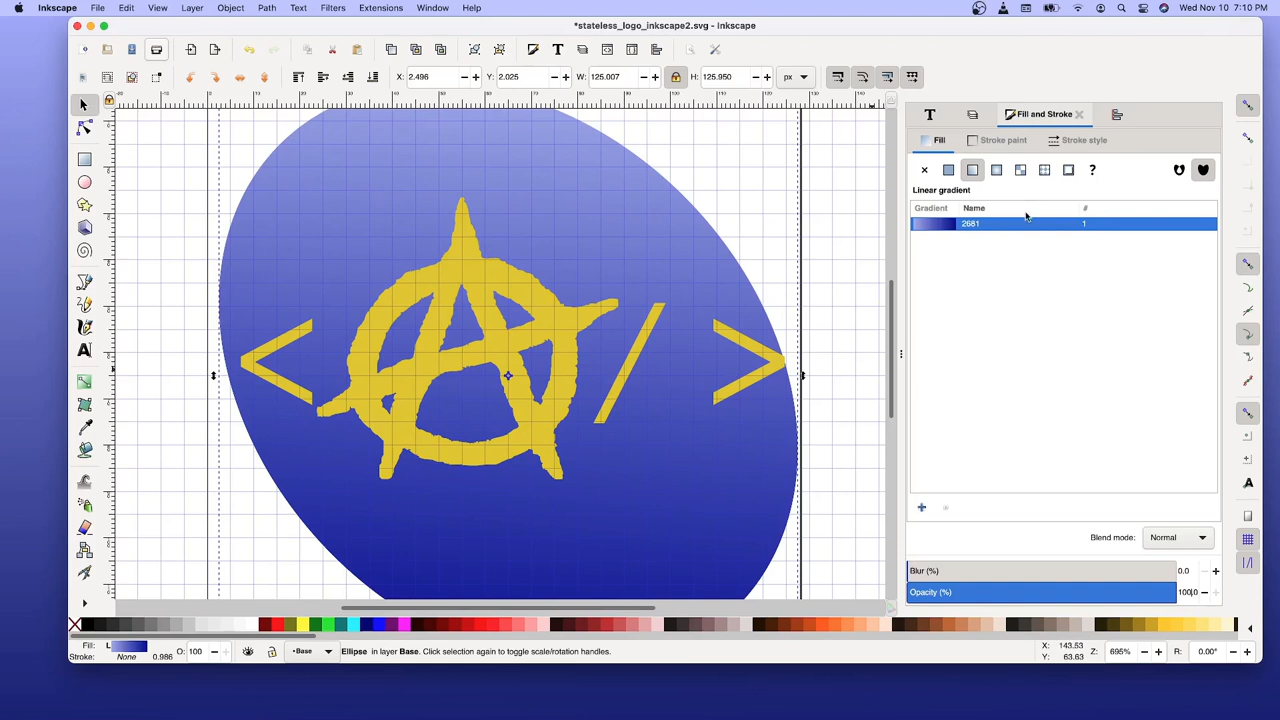 Inkscape File Edit View Layer Object Path Text Filters Extensions Window Help Wed Nov 10 7:10 PM
*stateless_logo_inkscape2.svg - Inkscape
X: 2.496 Y: 2.025 W: 125.007 H: 125.950 px
Fill and Stroke
Fill Stroke paint Stroke style
?
Linear gradient
Gradient Name #
2681 1
< / >
Blend mode: Normal
Blur (%) 0.0
Opacity (%) 100.0
Fill: L
Stroke: None 0.986
O: 100
Base
Ellipse in layer Base. Click selection again to toggle scale/rotation handles.
X: 143.53
Y: 63.63
Z: 695%
R: 0.00°